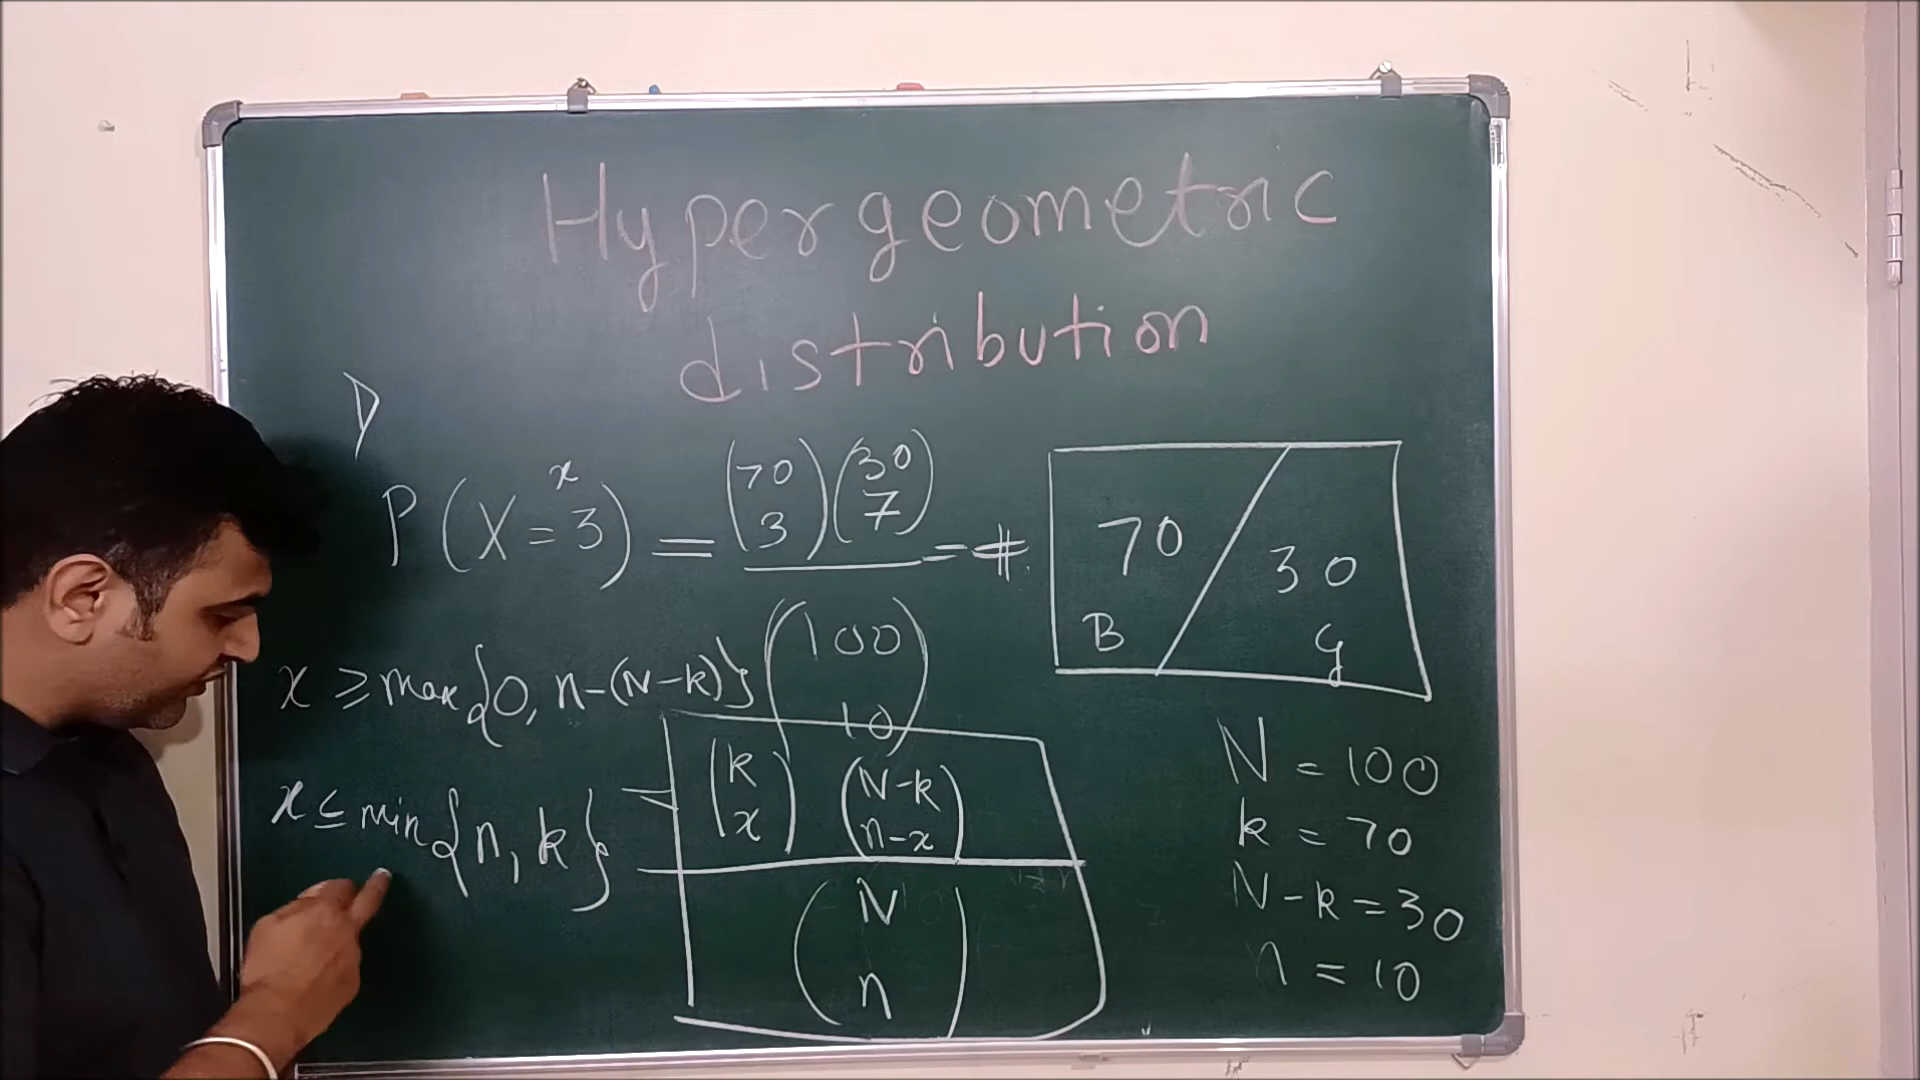 Hypergeometric
distribution
x
P(X=3) = (70 3)(30 7) / (100 10) = #
70 B
30 G
x ≥ max{0, n-(N-k)}
x ≤ min{n, k}
= (k x)(N-k n-x) / (N n)
N = 100
k = 70
N-k = 30
n = 10